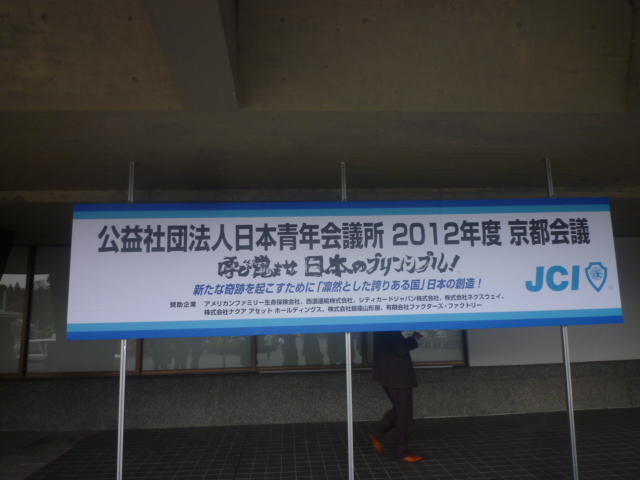 公益社団法人日本青年会議所 2012年度 京都会議
呼び覚ませ 日本のプリンシプル!
新たな奇跡を起こすために「凛然とした誇りある国」日本の創造!
JCI
賛助企業 アメリカンファミリー生命保険会社、西濃運輸株式会社、シティカードジャパン株式会社、株式会社ネクスウェイ、
株式会社ナクア アセット ホールディングス、株式会社銀座山形屋、有限会社ファクターズ・ファクトリー